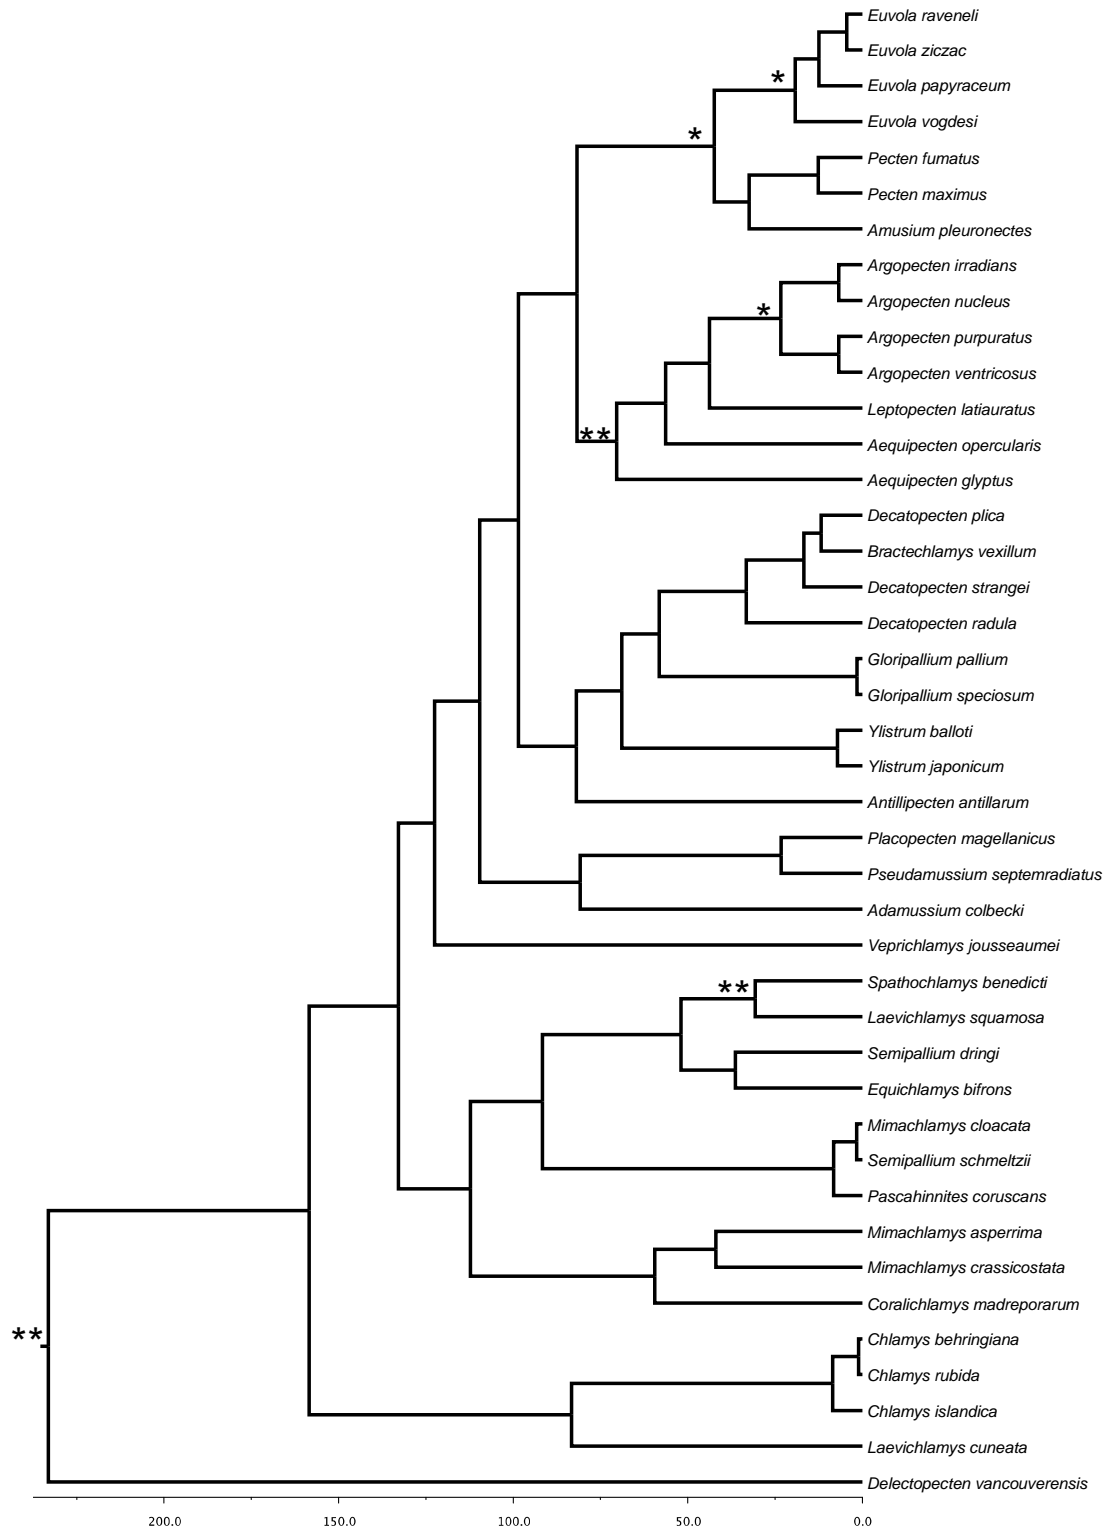 Euvola raveneli
Euvola ziczac
*
Euvola papyraceum
Euvola vogdesi
*
Pecten fumatus
Pecten maximus
Amusium pleuronectes
Argopecten irradians
Argopecten nucleus
*
Argopecten purpuratus
Argopecten ventricosus
Leptopecten latiauratus
**
Aequipecten opercularis
Aequipecten glyptus
Decatopecten plica
Bractechlamys vexillum
Decatopecten strangei
Decatopecten radula
Gloripallium pallium
Gloripallium speciosum
Ylistrum balloti
Ylistrum japonicum
Antillipecten antillarum
Placopecten magellanicus
Pseudamussium septemradiatus
Adamussium colbecki
Veprichlamys jousseaumei
Spathochlamys benedicti
**
Laevichlamys squamosa
Semipallium dringi
Equichlamys bifrons
Mimachlamys cloacata
Semipallium schmeltzii
Pascahinnites coruscans
Mimachlamys asperrima
Mimachlamys crassicostata
Coralichlamys madreporarum
**
Chlamys behringiana
Chlamys rubida
Chlamys islandica
Laevichlamys cuneata
Delectopecten vancouverensis
200.0 150.0 100.0 50.0 0.0